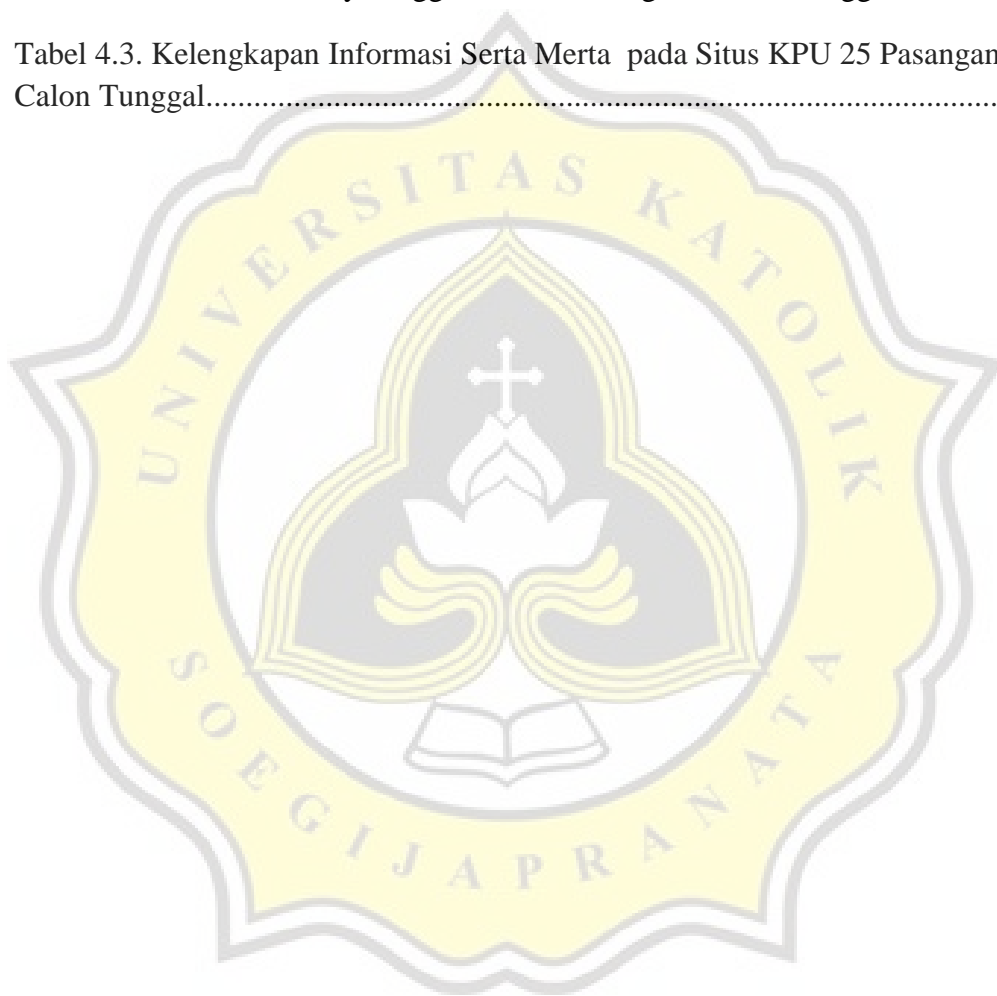 Tabel 4.3. Kelengkapan Informasi Serta Merta pada Situs KPU 25 Pasangan
Calon Tunggal....................................................................................................
UNIVERSITAS KATOLIK
SOEGIJAPRANATA